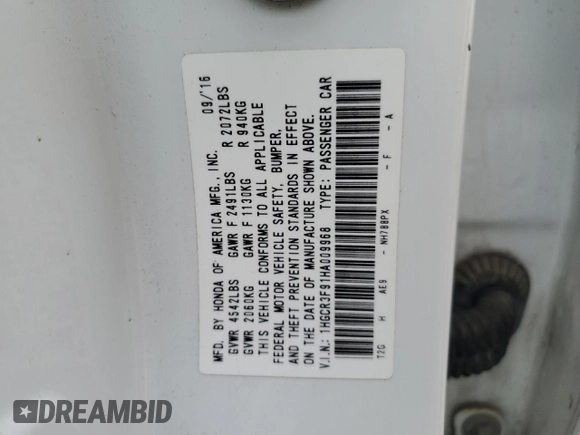 MFD. BY HONDA OF AMERICA MFG., INC. 09/'16
GVWR 4542LBS GAWR F 2491LBS R 2072LBS
GVWR 2060KG GAWR F 1130KG R 940KG
THIS VEHICLE CONFORMS TO ALL APPLICABLE
FEDERAL MOTOR VEHICLE SAFETY, BUMPER,
AND THEFT PREVENTION STANDARDS IN EFFECT
ON THE DATE OF MANUFACTURE SHOWN ABOVE.
V.I.N.: 1HGCR3F91HA009968 TYPE: PASSENGER CAR
T2G H AE9 - NH788PX - F - A
DREAMBID